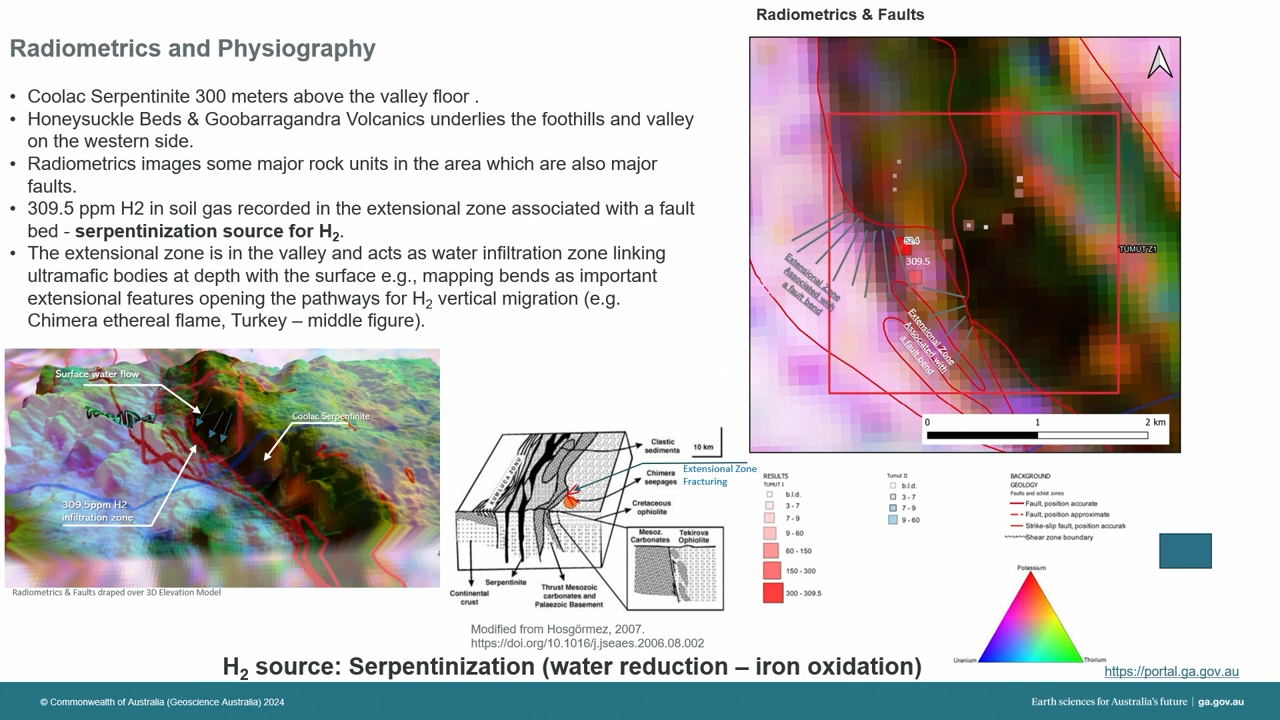 Radiometrics & Faults
Radiometrics and Physiography
• Coolac Serpentinite 300 meters above the valley floor .
• Honeysuckle Beds & Goobarragandra Volcanics underlies the foothills and valley
on the western side.
• Radiometrics images some major rock units in the area which are also major
faults.
• 309.5 ppm H2 in soil gas recorded in the extensional zone associated with a fault
bed - serpentinization source for H2.
• The extensional zone is in the valley and acts as water infiltration zone linking
ultramafic bodies at depth with the surface e.g., mapping bends as important
extensional features opening the pathways for H2 vertical migration (e.g.
Chimera ethereal flame, Turkey – middle figure).
Extensional Zone
Associated with
a fault bend
309.5
Extensional Zone
Associated with
a fault bend
TUMUT Z1
0 1 2 km
Surface water flow
Coolac Serpentinite
309.5ppm H2
infiltration zone
Radiometrics & Faults draped over 3D Elevation Model
Clastic
sediments
10 km
Chimera
seepages
Extensional Zone
Fracturing
Cretaceous
ophiolite
Mesoz.
Carbonates
Tekirova
Ophiolite
Serpentinite
Continental
crust
Thrust Mesozoic
carbonates and
Palaezoic Basement
Modified from Hosgörmez, 2007.
https://doi.org/10.1016/j.jseaes.2006.08.002
RESULTS
TUMUT I
b.l.d.
3 - 7
7 - 9
9 - 60
60 - 150
150 - 300
300 - 309.5
Tumut II
b.l.d.
3 - 7
7 - 9
9 - 60
BACKGROUND
GEOLOGY
Faults and schist zones
Fault, position accurate
Fault, position approximate
Strike-slip fault, position accurate
Shear zone boundary
Potassium
Uranium
Thorium
https://portal.ga.gov.au
H2 source: Serpentinization (water reduction – iron oxidation)
© Commonwealth of Australia (Geoscience Australia) 2024
Earth sciences for Australia's future | ga.gov.au